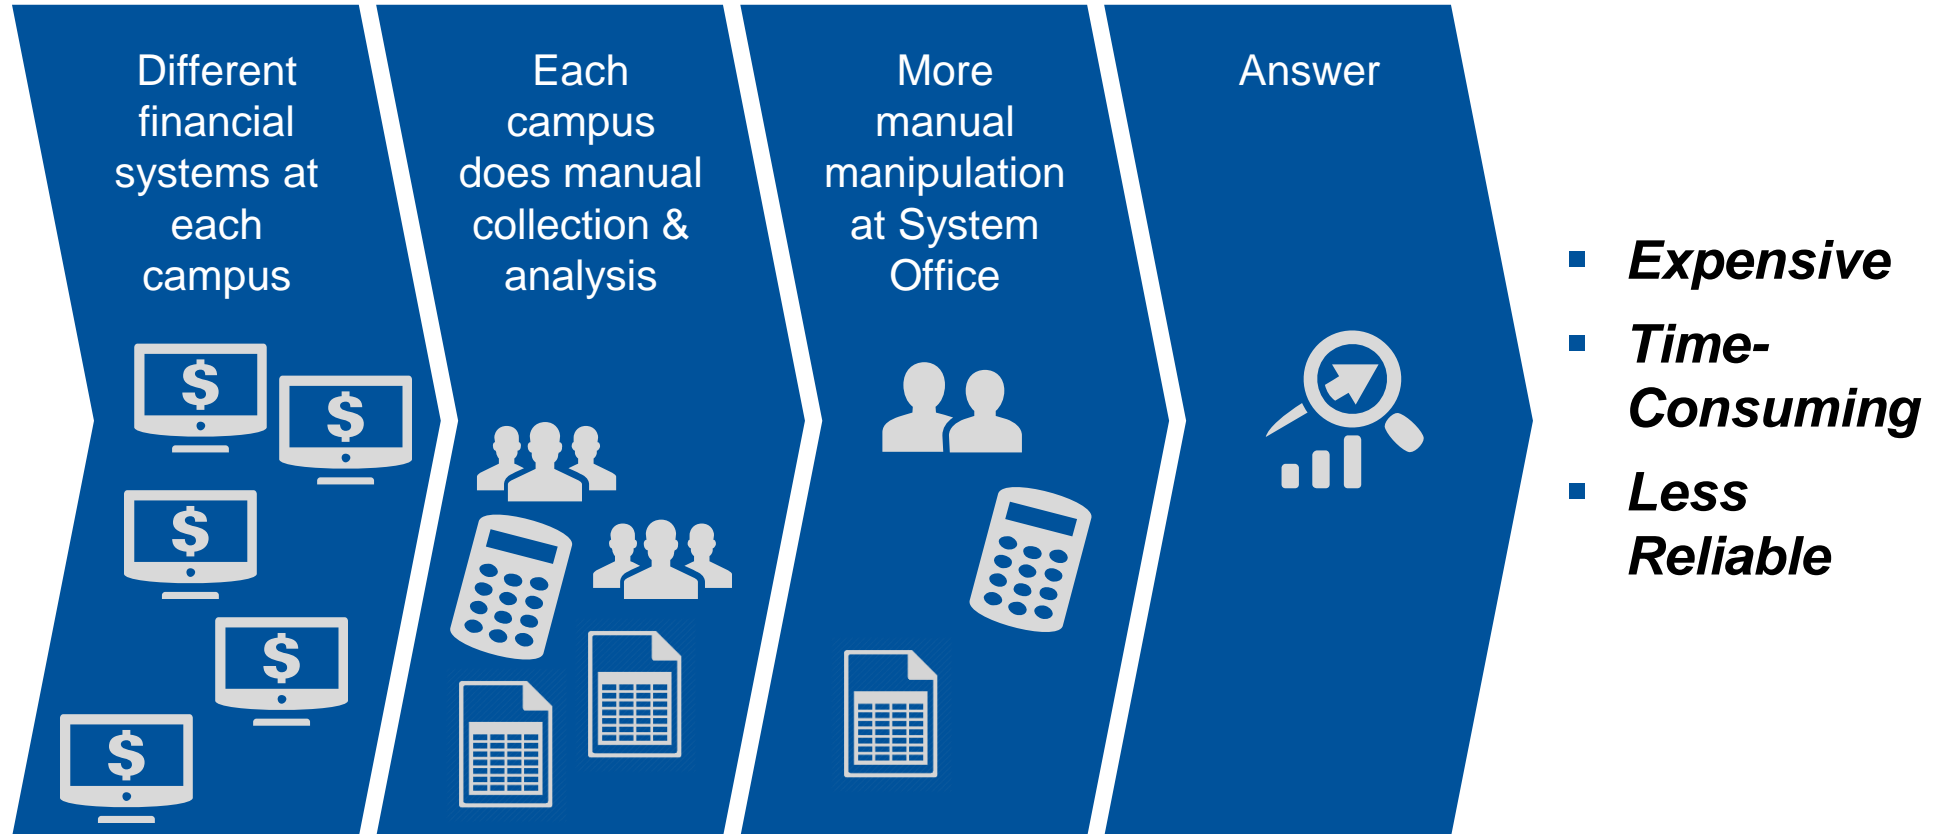 Different
financial
systems at
each
campus
Each
campus
does manual
collection &
analysis
More
manual
manipulation
at System
Office
Answer
$
$
$
$
$
▪ Expensive
▪ Time-
Consuming
▪ Less
Reliable